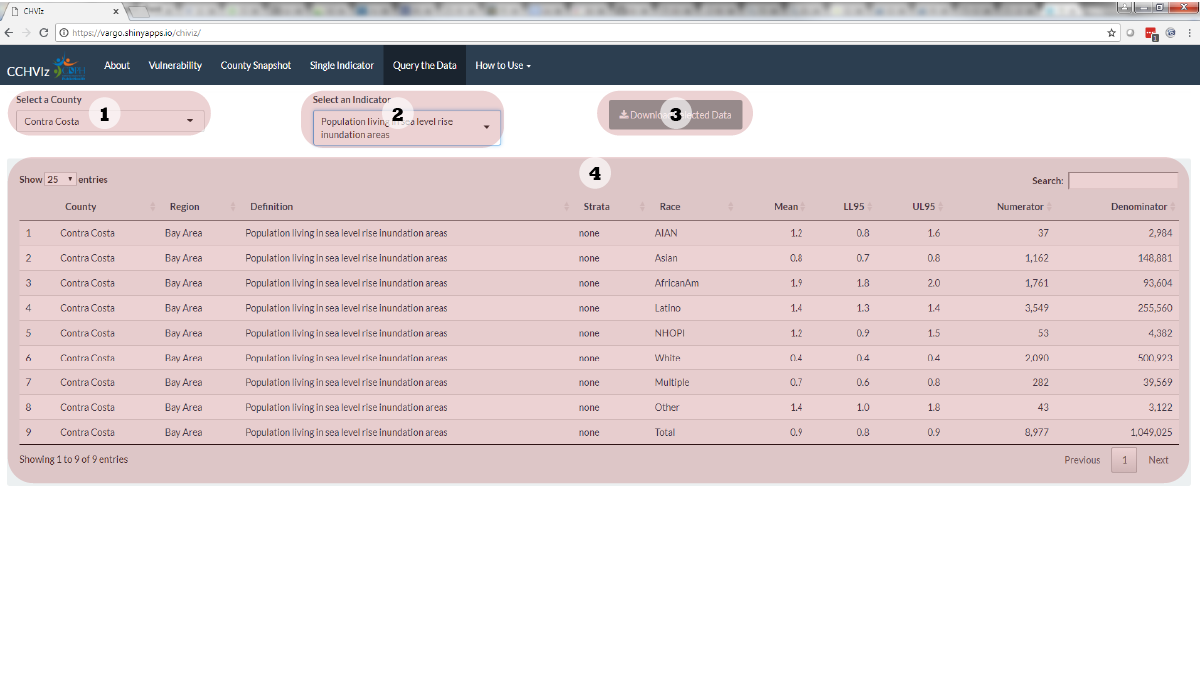 CHViz
https://vargo.shinyapps.io/chiviz/
CCHVIz About Vulnerability County Snapshot Single Indicator Query the Data How to Use
Select a County
Contra Costa
1
Select an Indicator
Population living in sea level rise
inundation areas
2
Download Selected Data
3
4
Show 25 entries
Search:
County Region Definition Strata Race Mean LL95 UL95 Numerator Denominator
1 Contra Costa Bay Area Population living in sea level rise inundation areas none AIAN 1.2 0.8 1.6 37 2,984
2 Contra Costa Bay Area Population living in sea level rise inundation areas none Asian 0.8 0.7 0.8 1,162 148,881
3 Contra Costa Bay Area Population living in sea level rise inundation areas none AfricanAm 1.9 1.8 2.0 1,761 93,604
4 Contra Costa Bay Area Population living in sea level rise inundation areas none Latino 1.4 1.3 1.4 3,549 255,560
5 Contra Costa Bay Area Population living in sea level rise inundation areas none NHOPI 1.2 0.9 1.5 53 4,382
6 Contra Costa Bay Area Population living in sea level rise inundation areas none White 0.4 0.4 0.4 2,090 500,923
7 Contra Costa Bay Area Population living in sea level rise inundation areas none Multiple 0.7 0.6 0.8 282 39,569
8 Contra Costa Bay Area Population living in sea level rise inundation areas none Other 1.4 1.0 1.8 43 3,122
9 Contra Costa Bay Area Population living in sea level rise inundation areas none Total 0.9 0.8 0.9 8,977 1,049,025
Showing 1 to 9 of 9 entries
Previous 1 Next